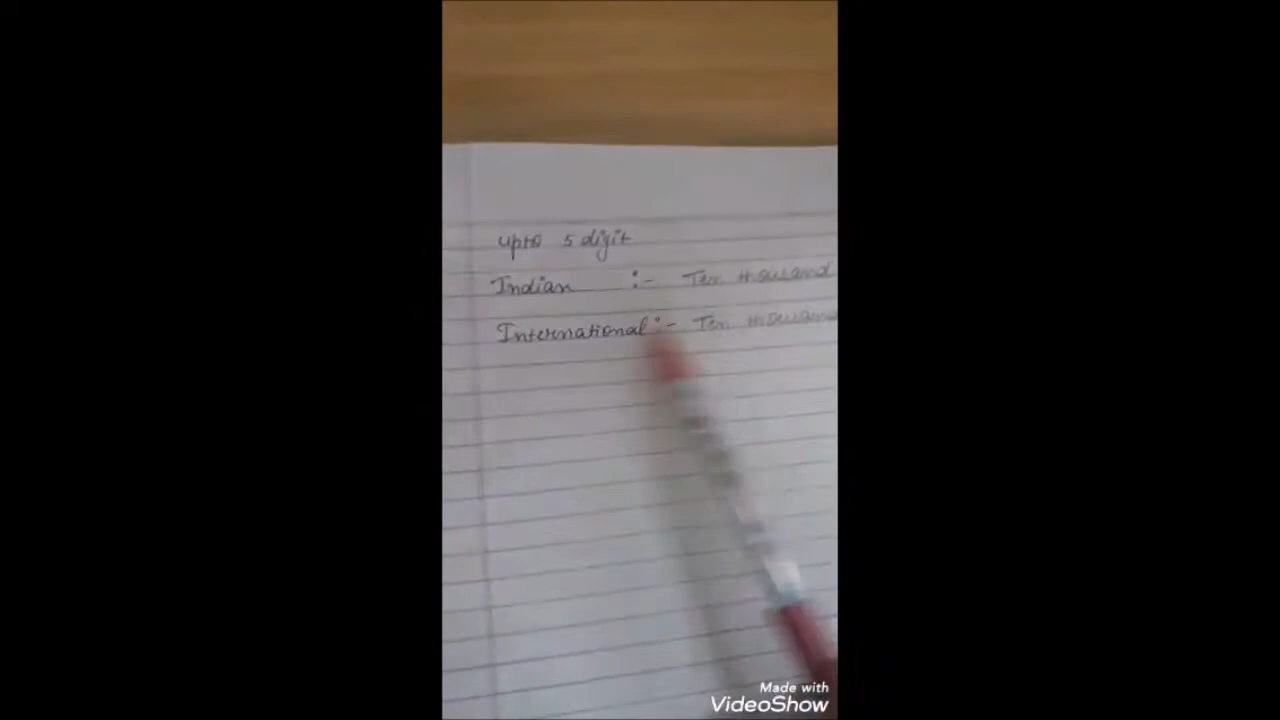 upto 5 digit
Indian :- Ten thousand
International :- Ten thousand
Made with
VideoShow